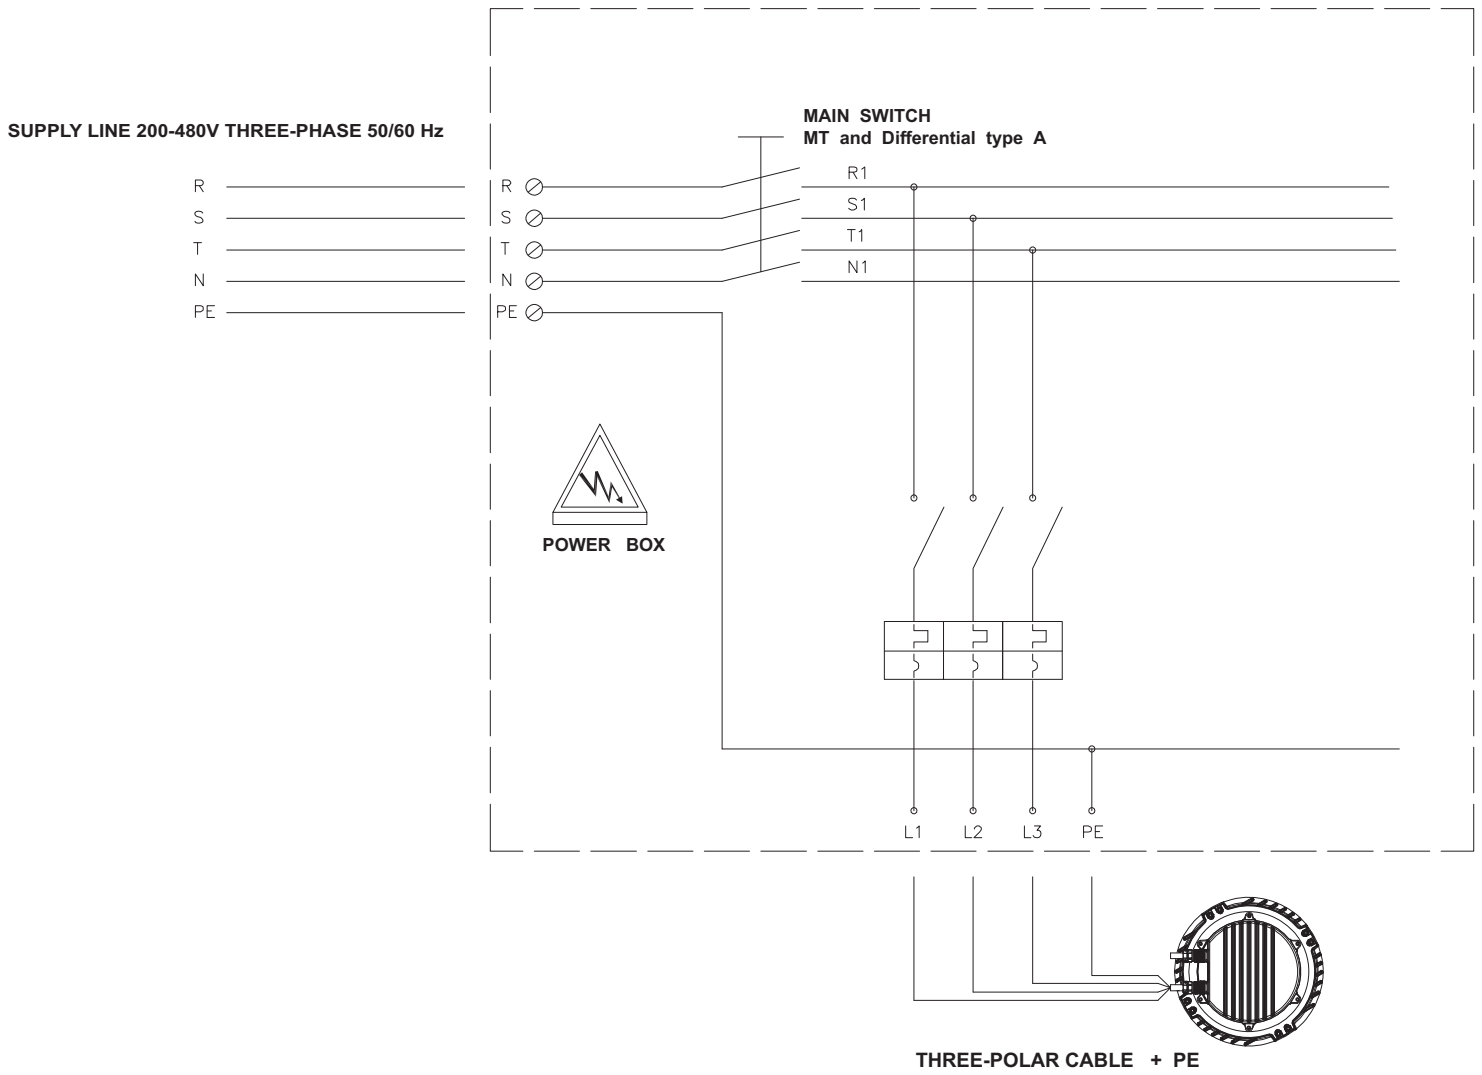 MAIN SWITCH
SUPPLY LINE 200-480V THREE-PHASE 50/60 Hz
MT and Differential type A
R1
R R
S1
S S
T1
T T
N1
N N
PE PE
POWER BOX
L1 L2 L3 PE
THREE-POLAR CABLE + PE